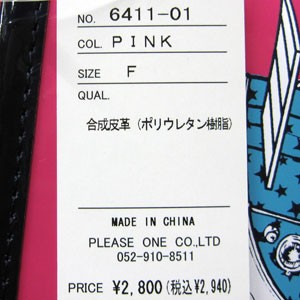 NO. 6411-01
COL. PINK
SIZE F
QUAL.
合成皮革 (ポリウレタン樹脂)
MADE IN CHINA
PLEASE ONE CO.,LTD
052-910-8511
PRICE ¥2,800(税込¥2,940)